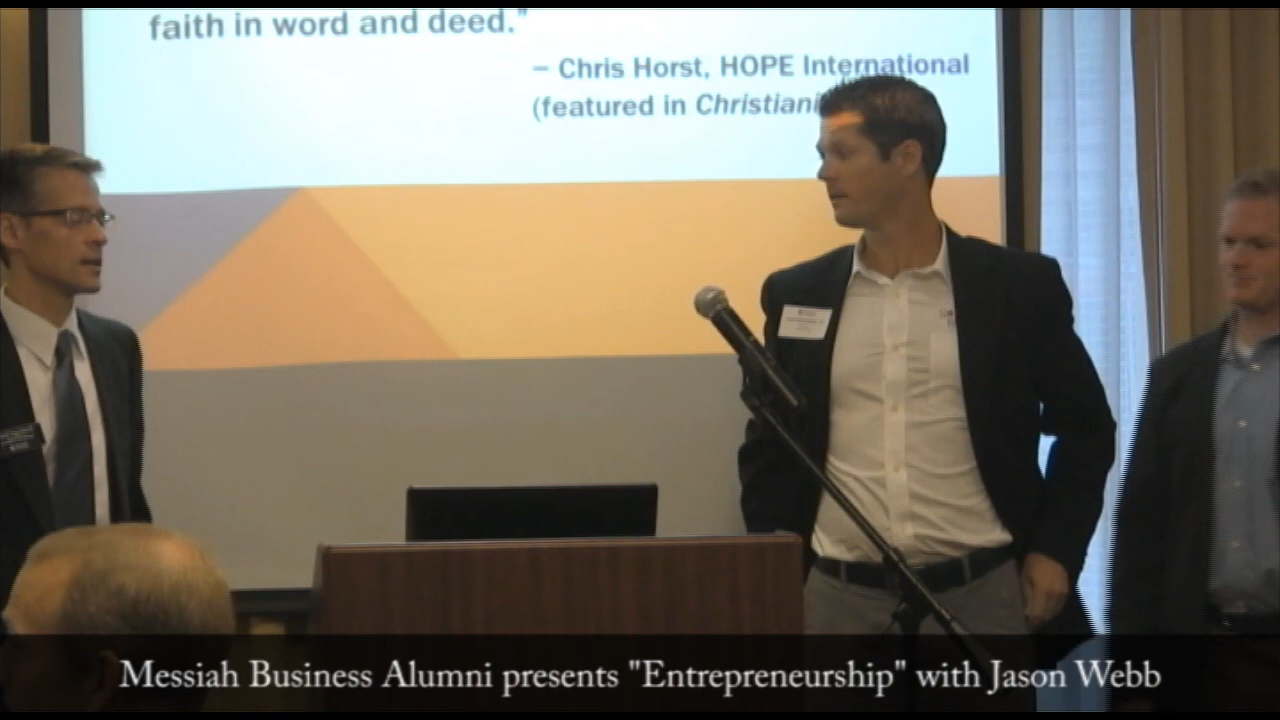 faith in word and deed."
– Chris Horst, HOPE International
(featured in Christiani
Messiah Business Alumni presents "Entrepreneurship" with Jason Webb